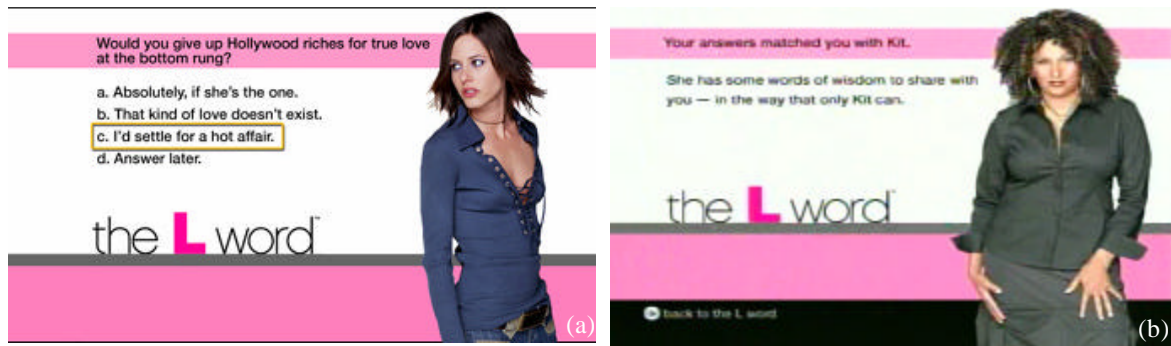 Would you give up Hollywood riches for true love
at the bottom rung?
a. Absolutely, if she's the one.
b. That kind of love doesn't exist.
c. I'd settle for a hot affair.
d. Answer later.
the L word™
(a)
Your answers matched you with Kit.
She has some words of wisdom to share with
you — in the way that only Kit can.
the L word™
back to the L word
(b)